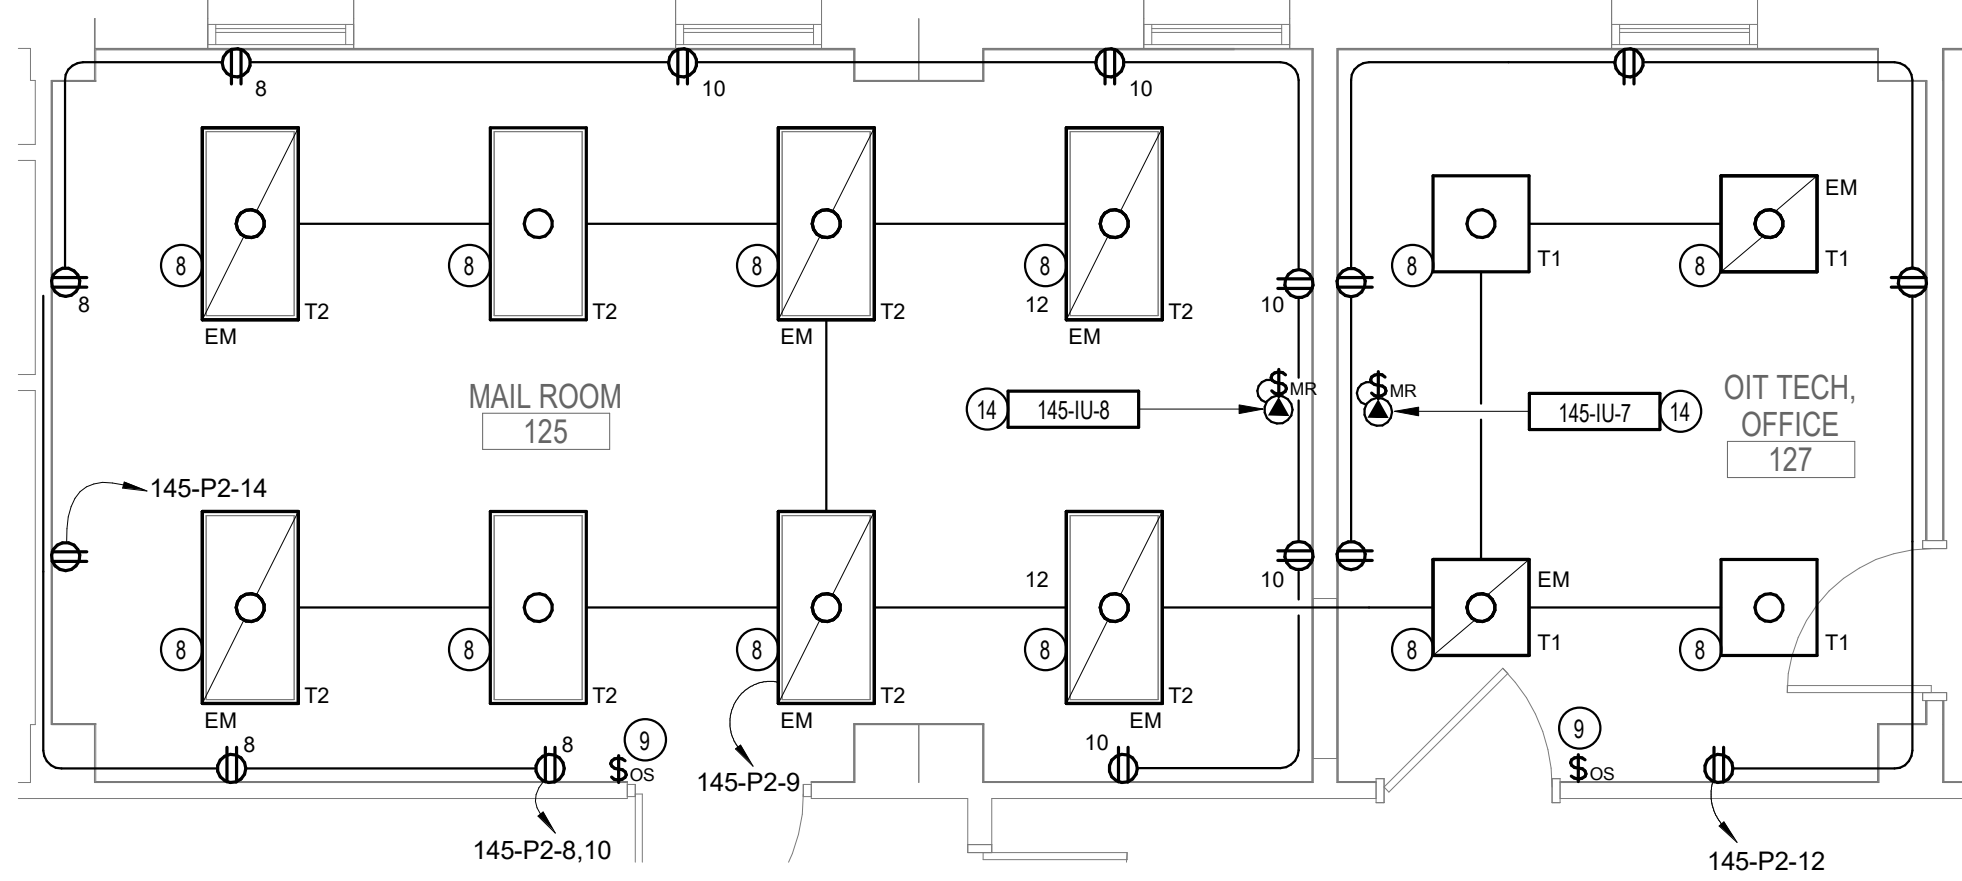 8
10
10
EM
8
8
8
8
8
T1
8
T1
8
12
10
T2
T2
T2
T2
EM
EM
EM
MAIL ROOM
125
14
145-IU-8
MR
MR
145-IU-7
14
OIT TECH,
OFFICE
127
145-P2-14
12
10
EM
8
8
8
8
8
T1
8
T1
T2
T2
T2
T2
EM
EM
EM
8
8
9
OS
10
9
OS
145-P2-9
145-P2-8,10
145-P2-12